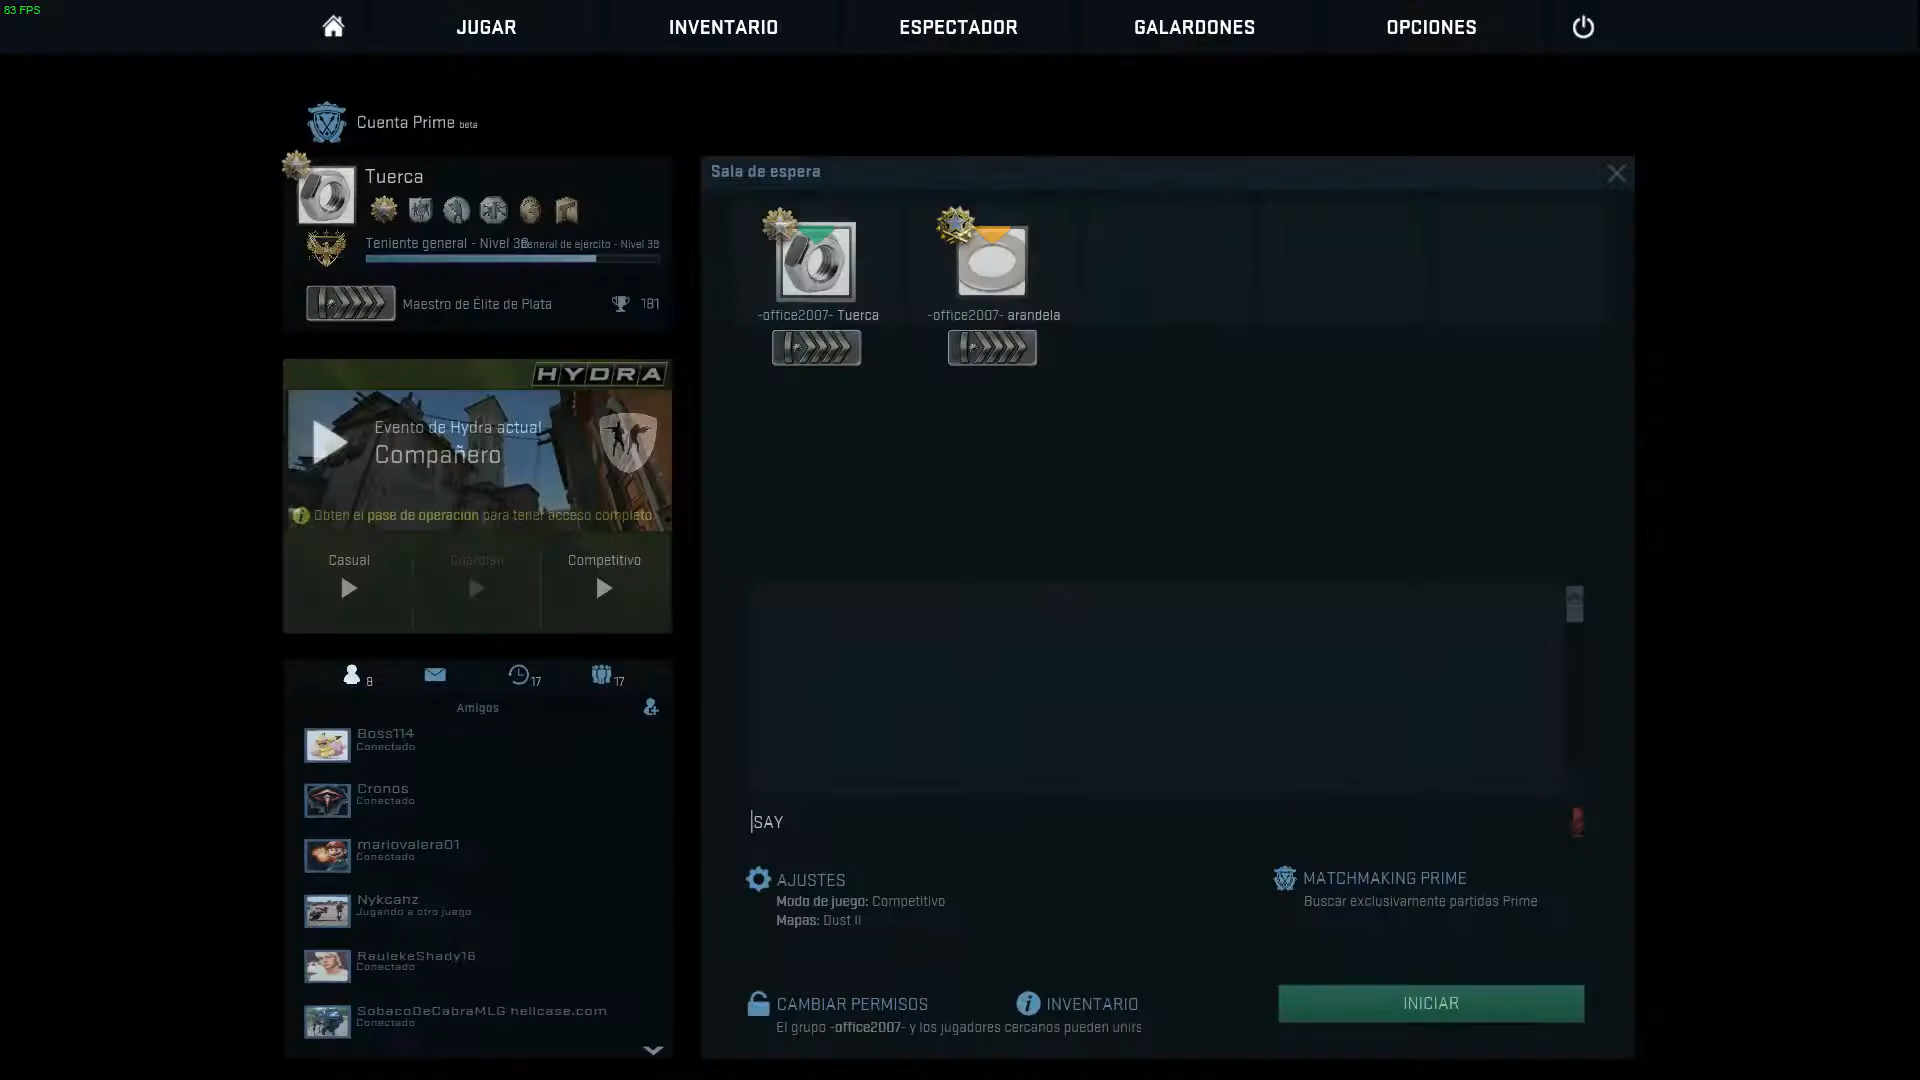 83 FPS
JUGAR
INVENTARIO
ESPECTADOR
GALARDONES
OPCIONES
Cuenta Prime beta
Tuerca
Teniente general - Nivel 38
General de ejército - Nivel 39
Maestro de Élite de Plata
181
HYDRA
Evento de Hydra actual
Compañero
Obtén el pase de operación para tener acceso completo
Casual
Guardián
Competitivo
8
17
17
Amigos
Boss114
Conectado
Cronos
Conectado
mariovalera01
Conectado
Nykcahz
Jugando a otro juego
RaulekeShady16
Conectado
SobacoDeCabraMLG hellcase.com
Conectado
Sala de espera
-office2007- Tuerca
-office2007- arandela
SAY
AJUSTES
Modo de juego: Competitivo
Mapas: Dust II
MATCHMAKING PRIME
Buscar exclusivamente partidas Prime
CAMBIAR PERMISOS
El grupo -office2007- y los jugadores cercanos pueden unirs
INVENTARIO
INICIAR